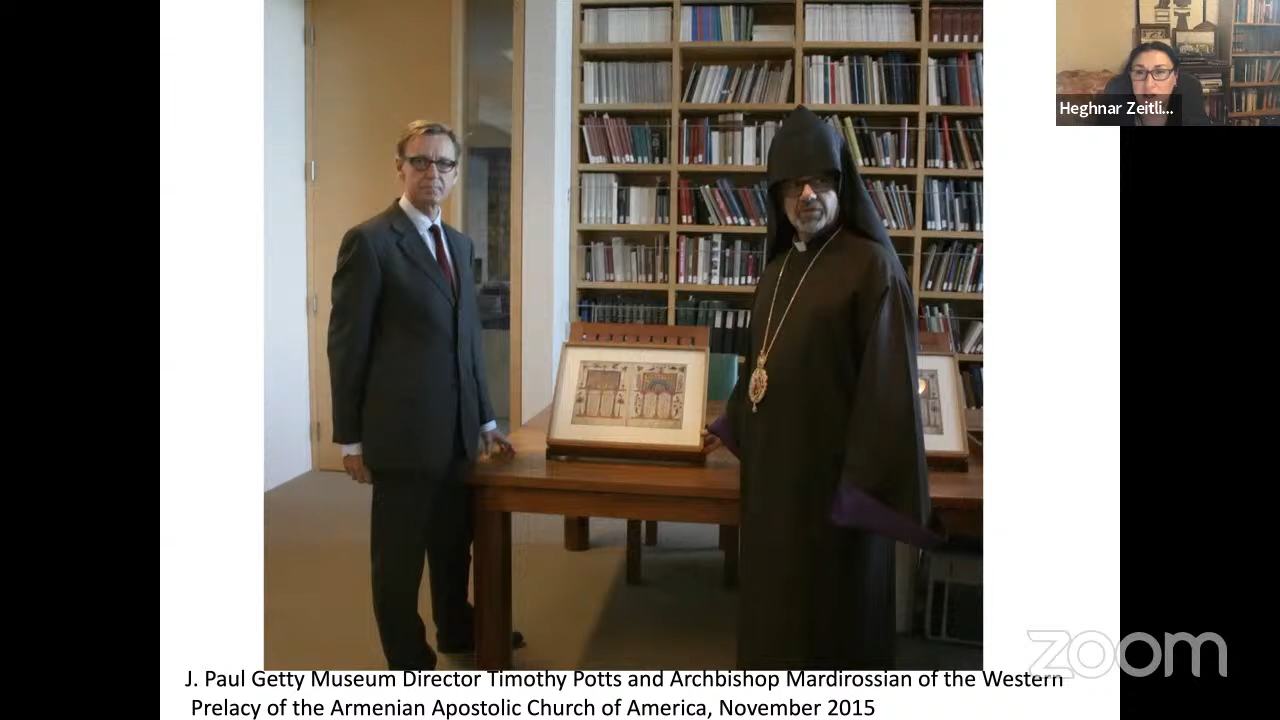 Heghnar Zeitli...
zoom
J. Paul Getty Museum Director Timothy Potts and Archbishop Mardirossian of the Western
Prelacy of the Armenian Apostolic Church of America, November 2015